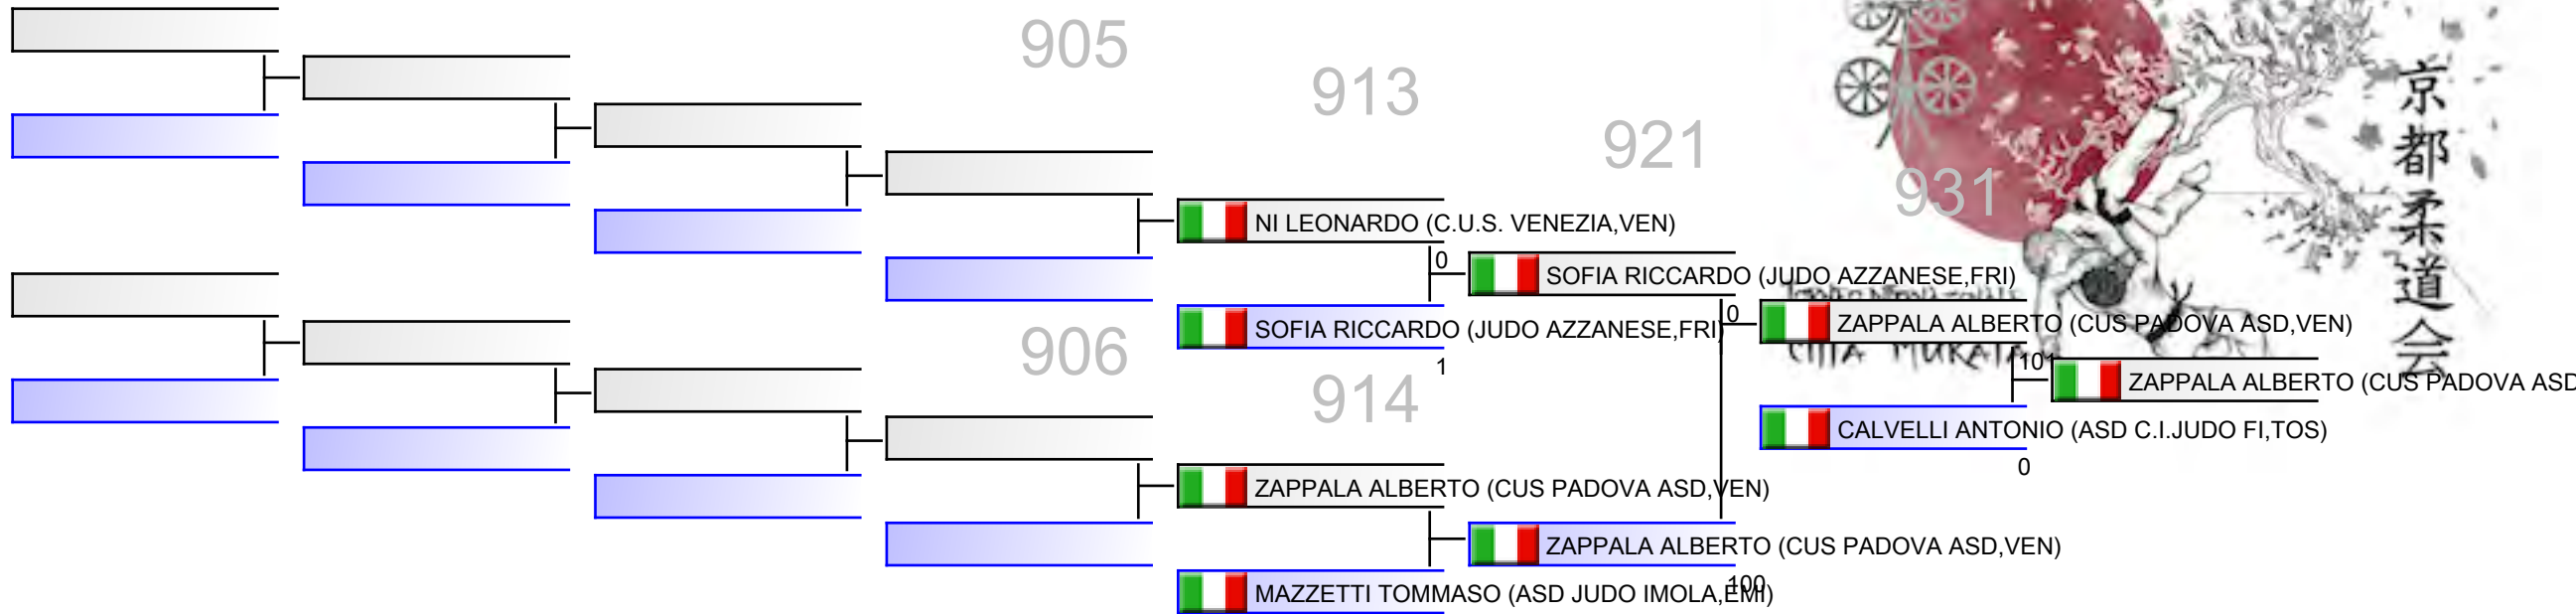 905
913
921
931
京都柔道会
NI LEONARDO (C.U.S. VENEZIA,VEN)
0
SOFIA RICCARDO (JUDO AZZANESE,FRI)
SOFIA RICCARDO (JUDO AZZANESE,FRI)
1
0
ZAPPALA ALBERTO (CUS PADOVA ASD,VEN)
CITTA MURATA
101
ZAPPALA ALBERTO (CUS PADOVA ASD
CALVELLI ANTONIO (ASD C.I.JUDO FI,TOS)
0
906
914
ZAPPALA ALBERTO (CUS PADOVA ASD,VEN)
ZAPPALA ALBERTO (CUS PADOVA ASD,VEN)
100
MAZZETTI TOMMASO (ASD JUDO IMOLA,EMI)